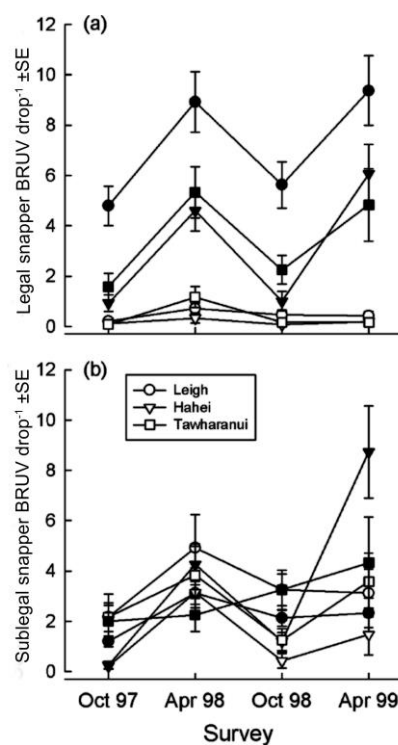 (a)
Legal snapper BRUV drop⁻¹ ±SE
12
10
8
6
4
2
0
(b)
Sublegal snapper BRUV drop⁻¹ ±SE
12
10
8
6
4
2
0
Leigh
Hahei
Tawharanui
Oct 97 Apr 98 Oct 98 Apr 99
Survey